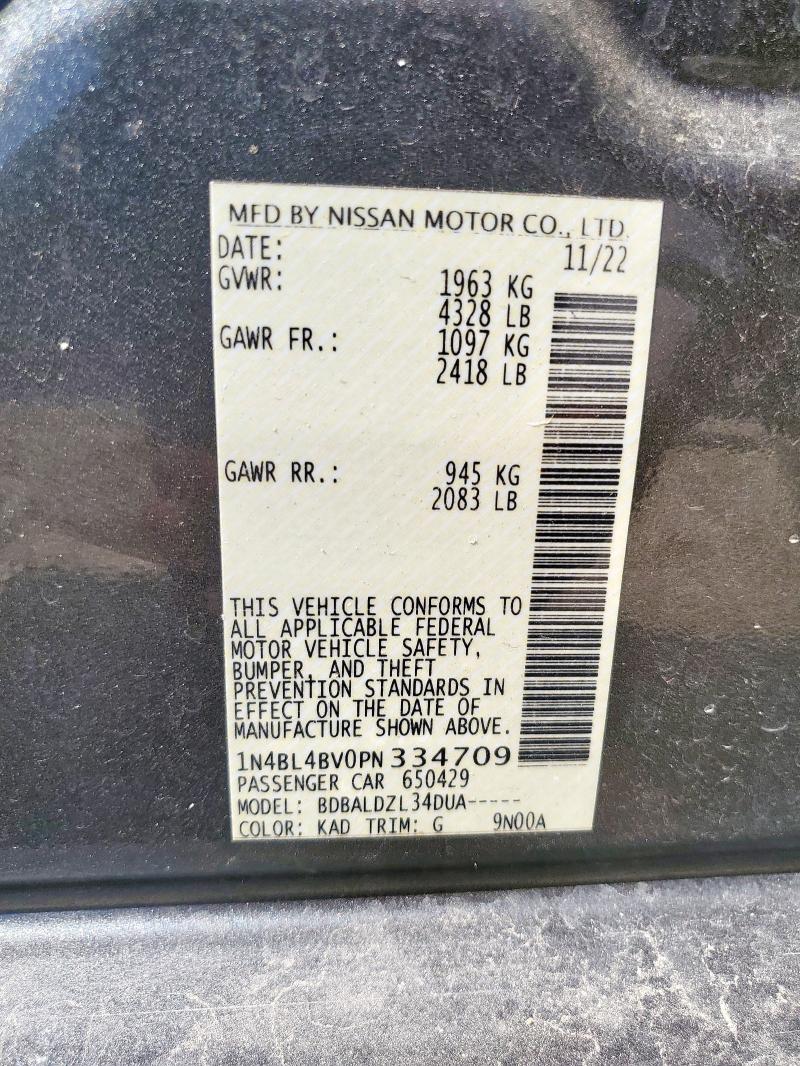 MFD BY NISSAN MOTOR CO., LTD.
DATE: 11/22
GVWR: 1963 KG
4328 LB
GAWR FR.: 1097 KG
2418 LB
GAWR RR.: 945 KG
2083 LB
THIS VEHICLE CONFORMS TO
ALL APPLICABLE FEDERAL
MOTOR VEHICLE SAFETY,
BUMPER, AND THEFT
PREVENTION STANDARDS IN
EFFECT ON THE DATE OF
MANUFACTURE SHOWN ABOVE.
1N4BL4BV0PN 334709
PASSENGER CAR 650429
MODEL: BDBALDZL34DUA-----
COLOR: KAD TRIM: G 9N00A